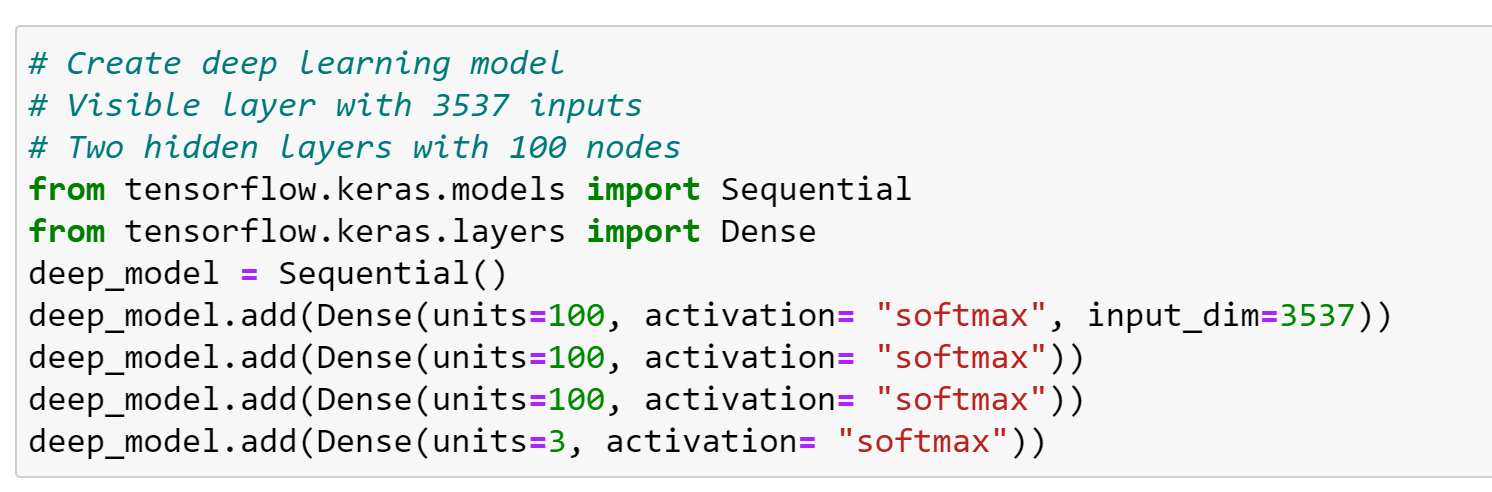 # Create deep learning model
# Visible layer with 3537 inputs
# Two hidden layers with 100 nodes
from tensorflow.keras.models import Sequential
from tensorflow.keras.layers import Dense
deep_model = Sequential()
deep_model.add(Dense(units=100, activation= "softmax", input_dim=3537))
deep_model.add(Dense(units=100, activation= "softmax"))
deep_model.add(Dense(units=100, activation= "softmax"))
deep_model.add(Dense(units=3, activation= "softmax"))